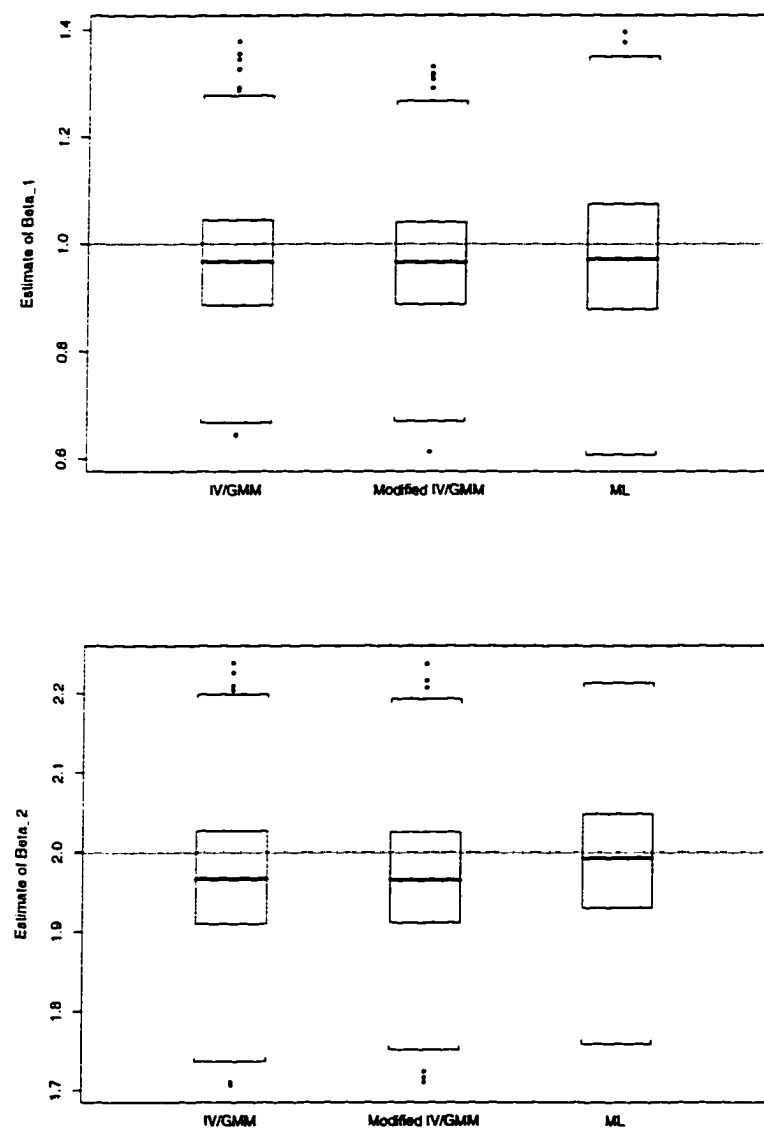 Estimate of Beta_1
1.4
1.2
1.0
0.8
0.6
IV/GMM Modified IV/GMM ML
Estimate of Beta_2
2.2
2.1
2.0
1.9
1.8
1.7
IV/GMM Modified IV/GMM ML